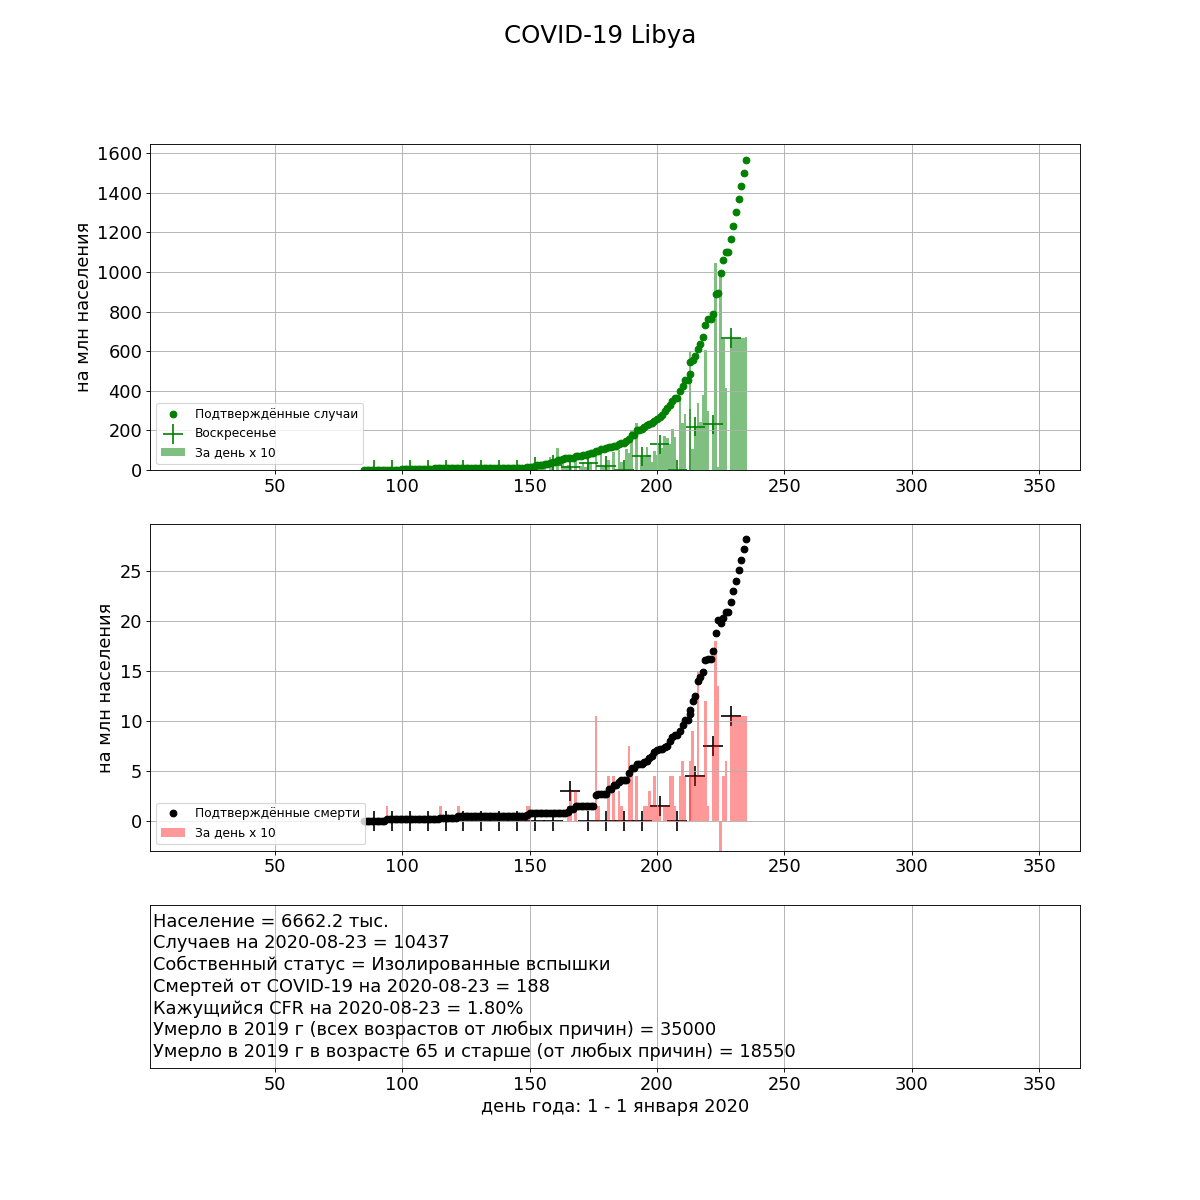 COVID-19 Libya
1600
1400
1200
1000
800
600
400
200
0
на млн населения
Подтверждённые случаи
Воскресенье
За день x 10
50 100 150 200 250 300 350
25
20
15
10
5
0
на млн населения
Подтверждённые смерти
За день x 10
50 100 150 200 250 300 350
Население = 6662.2 тыс.
Случаев на 2020-08-23 = 10437
Собственный статус = Изолированные вспышки
Смертей от COVID-19 на 2020-08-23 = 188
Кажущийся CFR на 2020-08-23 = 1.80%
Умерло в 2019 г (всех возрастов от любых причин) = 35000
Умерло в 2019 г в возрасте 65 и старше (от любых причин) = 18550
50 100 150 200 250 300 350
день года: 1 - 1 января 2020